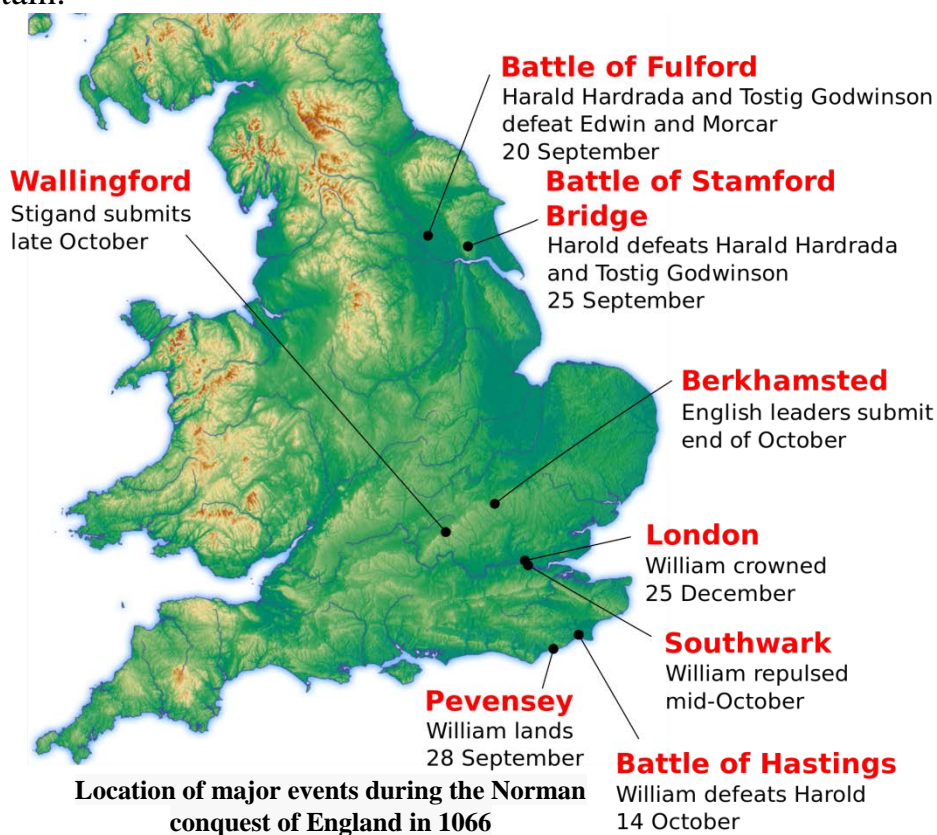 Battle of Fulford
Harald Hardrada and Tostig Godwinson
defeat Edwin and Morcar
20 September
Wallingford
Stigand submits
late October
Battle of Stamford
Bridge
Harold defeats Harald Hardrada
and Tostig Godwinson
25 September
Berkhamsted
English leaders submit
end of October
London
William crowned
25 December
Southwark
William repulsed
mid-October
Pevensey
William lands
28 September
Battle of Hastings
William defeats Harold
14 October
Location of major events during the Norman
conquest of England in 1066